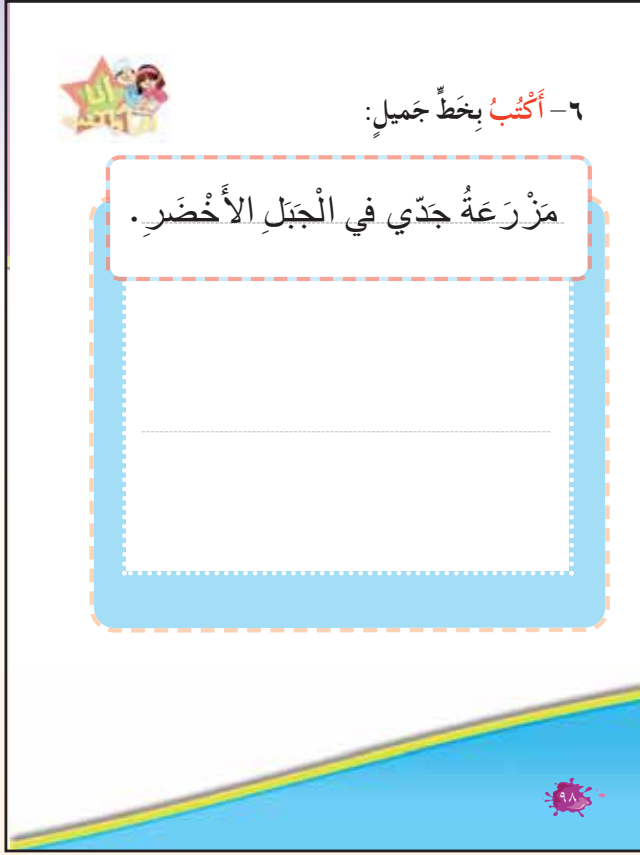 ٦- أَكْتُبُ بِخَطٍّ جَميلٍ:
مَزْرَعَةُ جَدّي في الْجَبَلِ الأَخْضَرِ.
٩٨